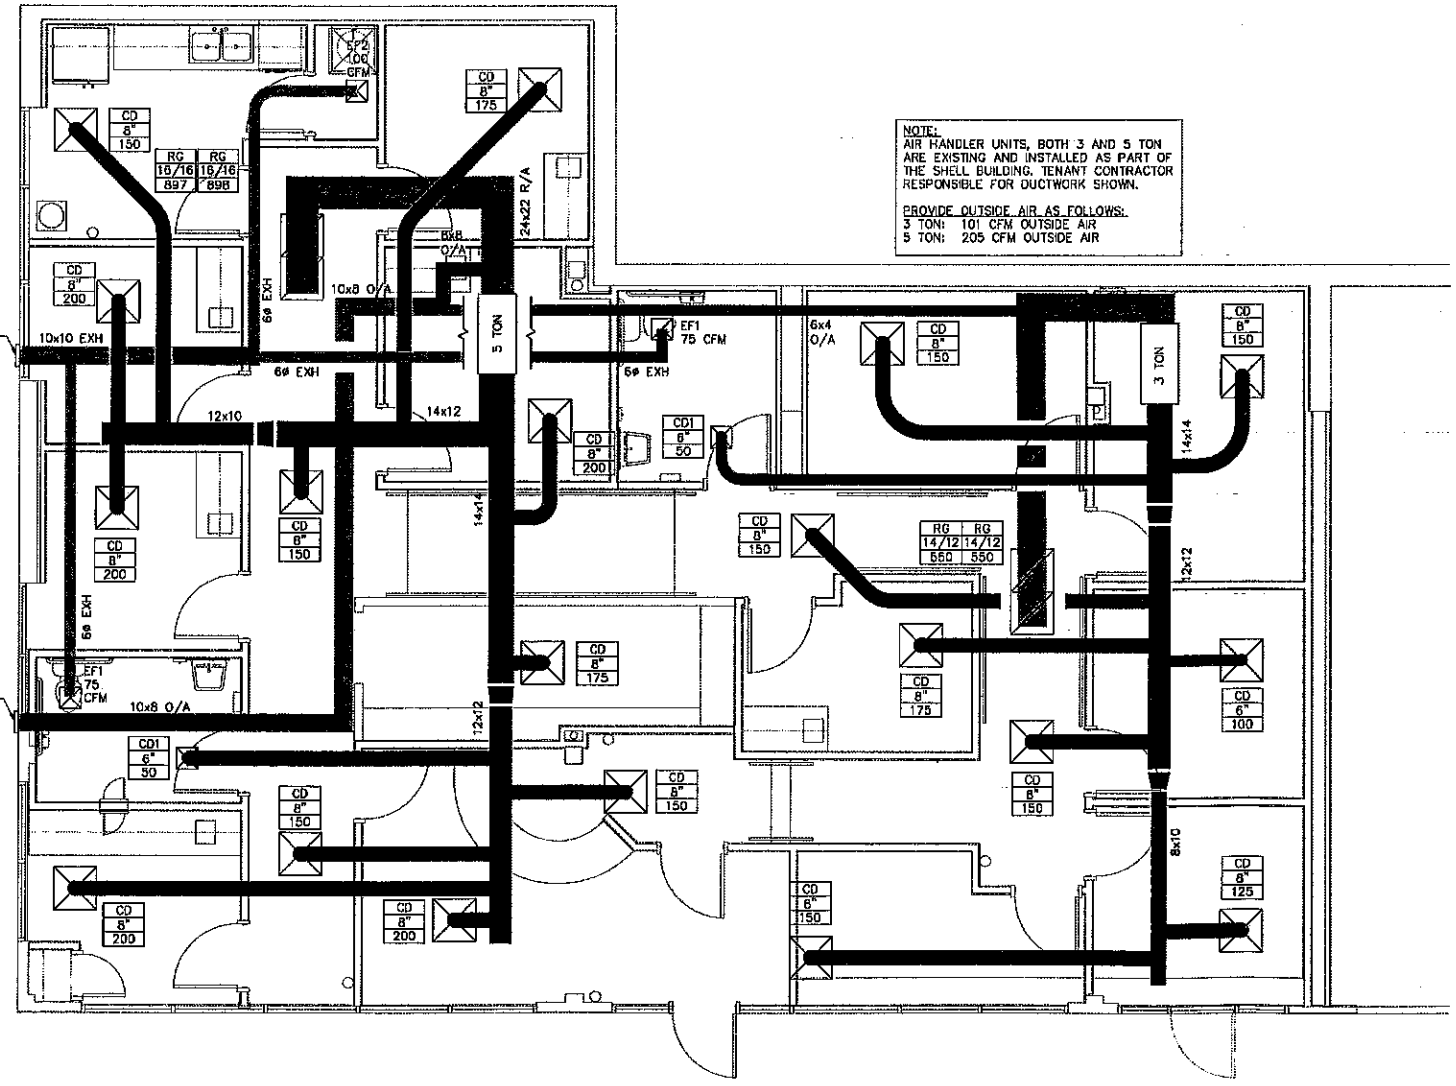 EF2
100
CFM
CD
8"
175
CD
8"
150
RG RG
16/16 16/16
897 898
24x22 R/A
NOTE:
AIR HANDLER UNITS, BOTH 3 AND 5 TON
ARE EXISTING AND INSTALLED AS PART OF
THE SHELL BUILDING. TENANT CONTRACTOR
RESPONSIBLE FOR DUCTWORK SHOWN.
PROVIDE OUTSIDE AIR AS FOLLOWS:
3 TON: 101 CFM OUTSIDE AIR
5 TON: 205 CFM OUTSIDE AIR
8x8
O/A
CD
8"
200
6ø EXH
10x8 O/A
10x10 EXH
5 TON
6ø EXH
EF1
75 CFM
6ø EXH
6x4
O/A
CD
8"
150
3 TON
CD
8"
150
12x10
14x12
CD
8"
200
CD1
6"
50
14x14
P
CD
8"
150
14x14
CD
8"
150
RG RG
14/12 14/12
550 550
12x12
CD
8"
200
6ø EXH
EF1
75
CFM
10x8 O/A
CD
8"
175
12x12
CD
8"
175
CD
6"
100
CD1
6"
50
CD
8"
150
CD
8"
150
CD
8"
150
8x10
CD
8"
125
CD
8"
200
CD
8"
200
CD
8"
150